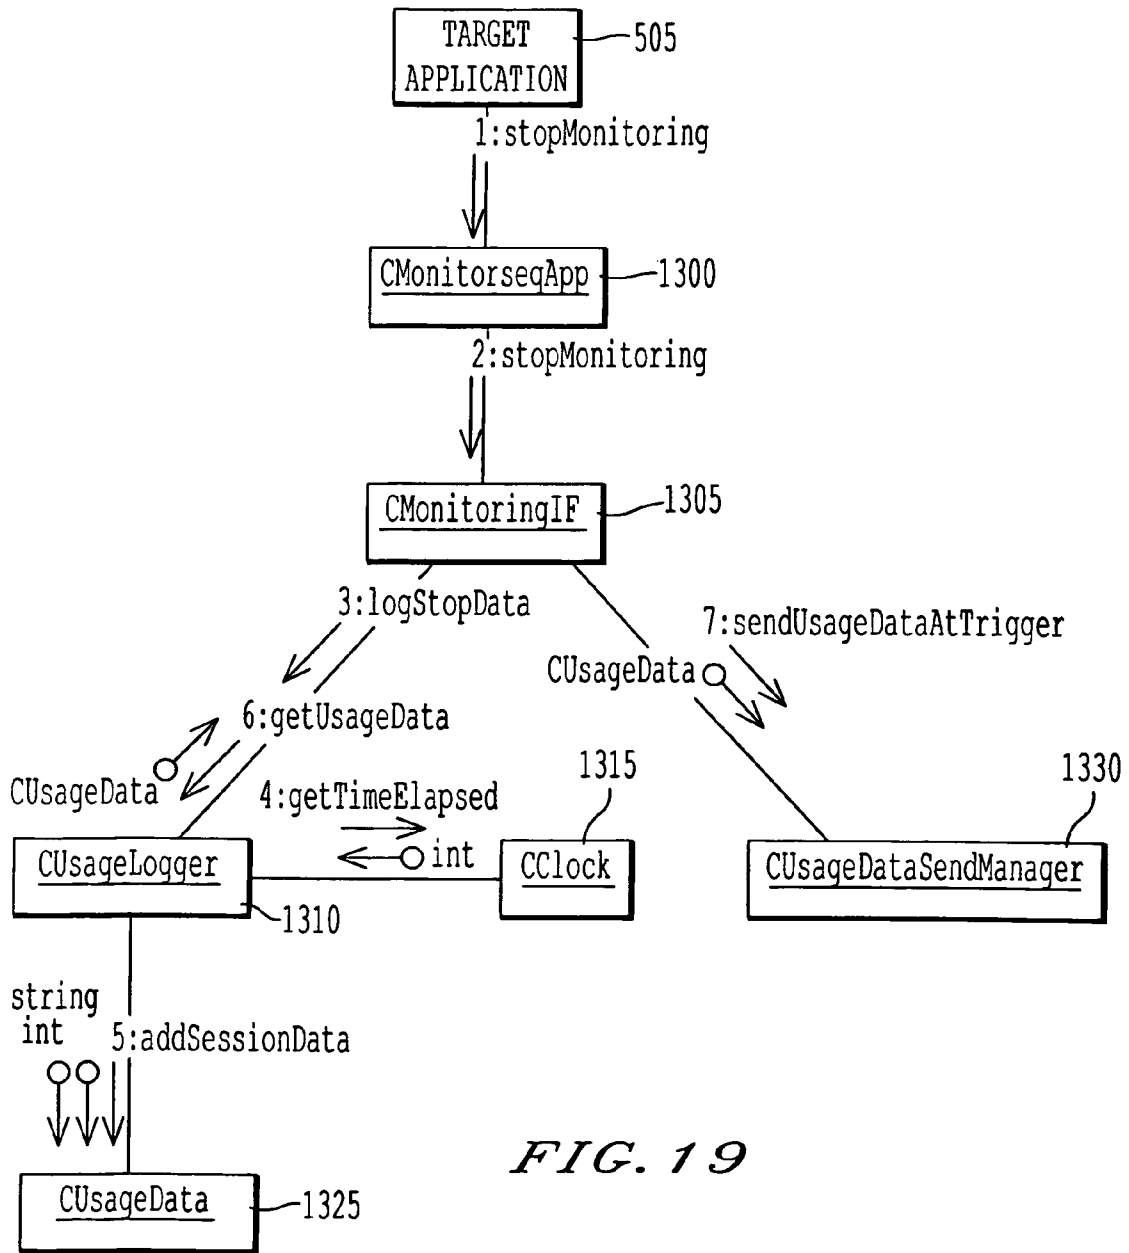 TARGET
APPLICATION
505
1:stopMonitoring
CMonitorseqApp
1300
2:stopMonitoring
CMonitoringIF
1305
3:logStopData
7:sendUsageDataAtTrigger
CUsageData
6:getUsageData
CUsageData
4:getTimeElapsed
int
1315
1330
CUsageLogger
CClock
CUsageDataSendManager
1310
string
int
5:addSessionData
CUsageData
1325
FIG. 19